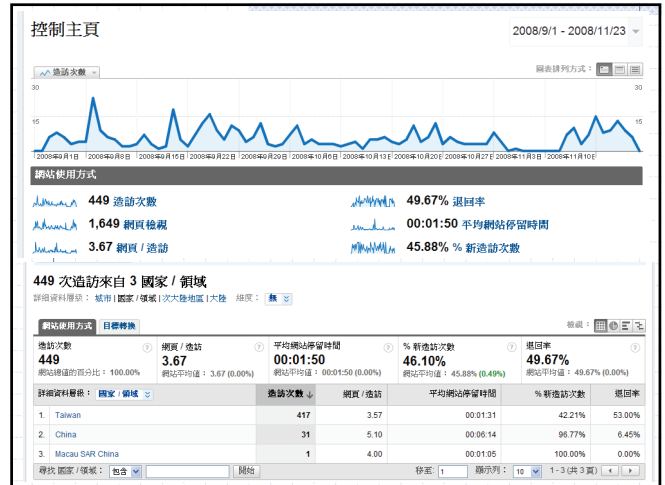 控制主頁
2008/9/1 - 2008/11/23
造訪次數
圖表排列方式：
30 30
15 15
2008年9月1日 2008年9月8日 2008年9月15日 2008年9月22日 2008年9月29日 2008年10月6日 2008年10月13日 2008年10月20日 2008年10月27日 2008年11月3日 2008年11月10日
網站使用方式
449 造訪次數 49.67% 退回率
1,649 網頁檢視 00:01:50 平均網站停留時間
3.67 網頁 / 造訪 45.88% % 新造訪次數
449 次造訪來自 3 國家 / 領域
詳細資料層級： 城市 | 國家 / 領域 | 次大陸地區 | 大陸 維度： 無
網站使用方式 目標轉換 檢視：
造訪次數 網頁 / 造訪 平均網站停留時間 % 新造訪次數 退回率
449 3.67 00:01:50 46.10% 49.67%
網站總值的百分比： 100.00% 網站平均值： 3.67 (0.00%) 網站平均值： 00:01:50 (0.00%) 網站平均值： 45.88% (0.49%) 網站平均值： 49.67% (0.00%)
詳細資料層級： 國家 / 領域 造訪次數 ↓ 網頁 / 造訪 平均網站停留時間 % 新造訪次數 退回率
1. Taiwan 417 3.57 00:01:31 42.21% 53.00%
2. China 31 5.10 00:06:14 96.77% 6.45%
3. Macau SAR China 1 4.00 00:01:05 100.00% 0.00%
尋找 國家 / 領域： 包含 開始 移至: 1 顯示列： 10 1 - 3 (共 3 頁)